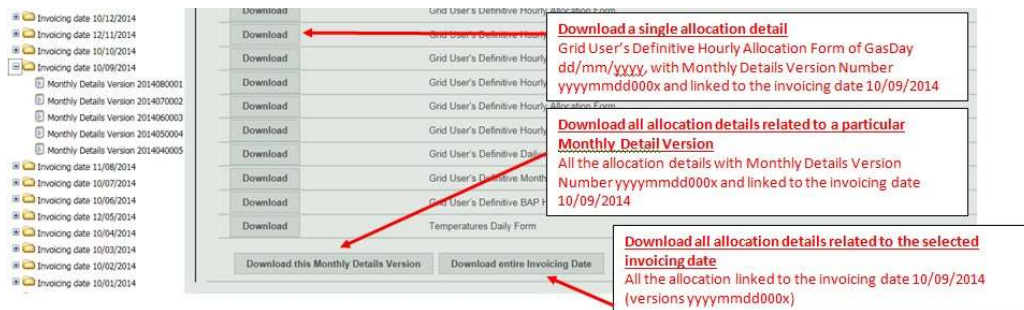 Invoicing date 10/12/2014
Invoicing date 12/11/2014
Invoicing date 10/10/2014
Invoicing date 10/09/2014
Monthly Details Version 2014080001
Monthly Details Version 2014070002
Monthly Details Version 2014060003
Monthly Details Version 2014050004
Monthly Details Version 2014040005
Invoicing date 11/08/2014
Invoicing date 10/07/2014
Invoicing date 10/06/2014
Invoicing date 12/05/2014
Invoicing date 10/04/2014
Invoicing date 10/03/2014
Invoicing date 10/02/2014
Invoicing date 10/01/2014
Download Grid User's Definitive Hourly Allocation Form
Download Grid User's Definitive Hourly
Download Grid User's Definitive Hourly
Download Grid User's Definitive Hourly
Download Grid User's Definitive Hourly Allocation Form
Download Grid User's Definitive Hourly
Download Grid User's Definitive Daily
Download Grid User's Definitive Month
Download Grid User's Definitive BAP H
Download Temperatures Daily Form
Download this Monthly Details Version Download entire Invoicing Date
Download a single allocation detail
Grid User's Definitive Hourly Allocation Form of GasDay
dd/mm/yyyy, with Monthly Details Version Number
yyyymmdd000x and linked to the invoicing date 10/09/2014
Download all allocation details related to a particular
Monthly Detail Version
All the allocation details with Monthly Details Version
Number yyyymmdd000x and linked to the invoicing date
10/09/2014
Download all allocation details related to the selected
invoicing date
All the allocation linked to the invoicing date 10/09/2014
(versions yyyymmdd000x)